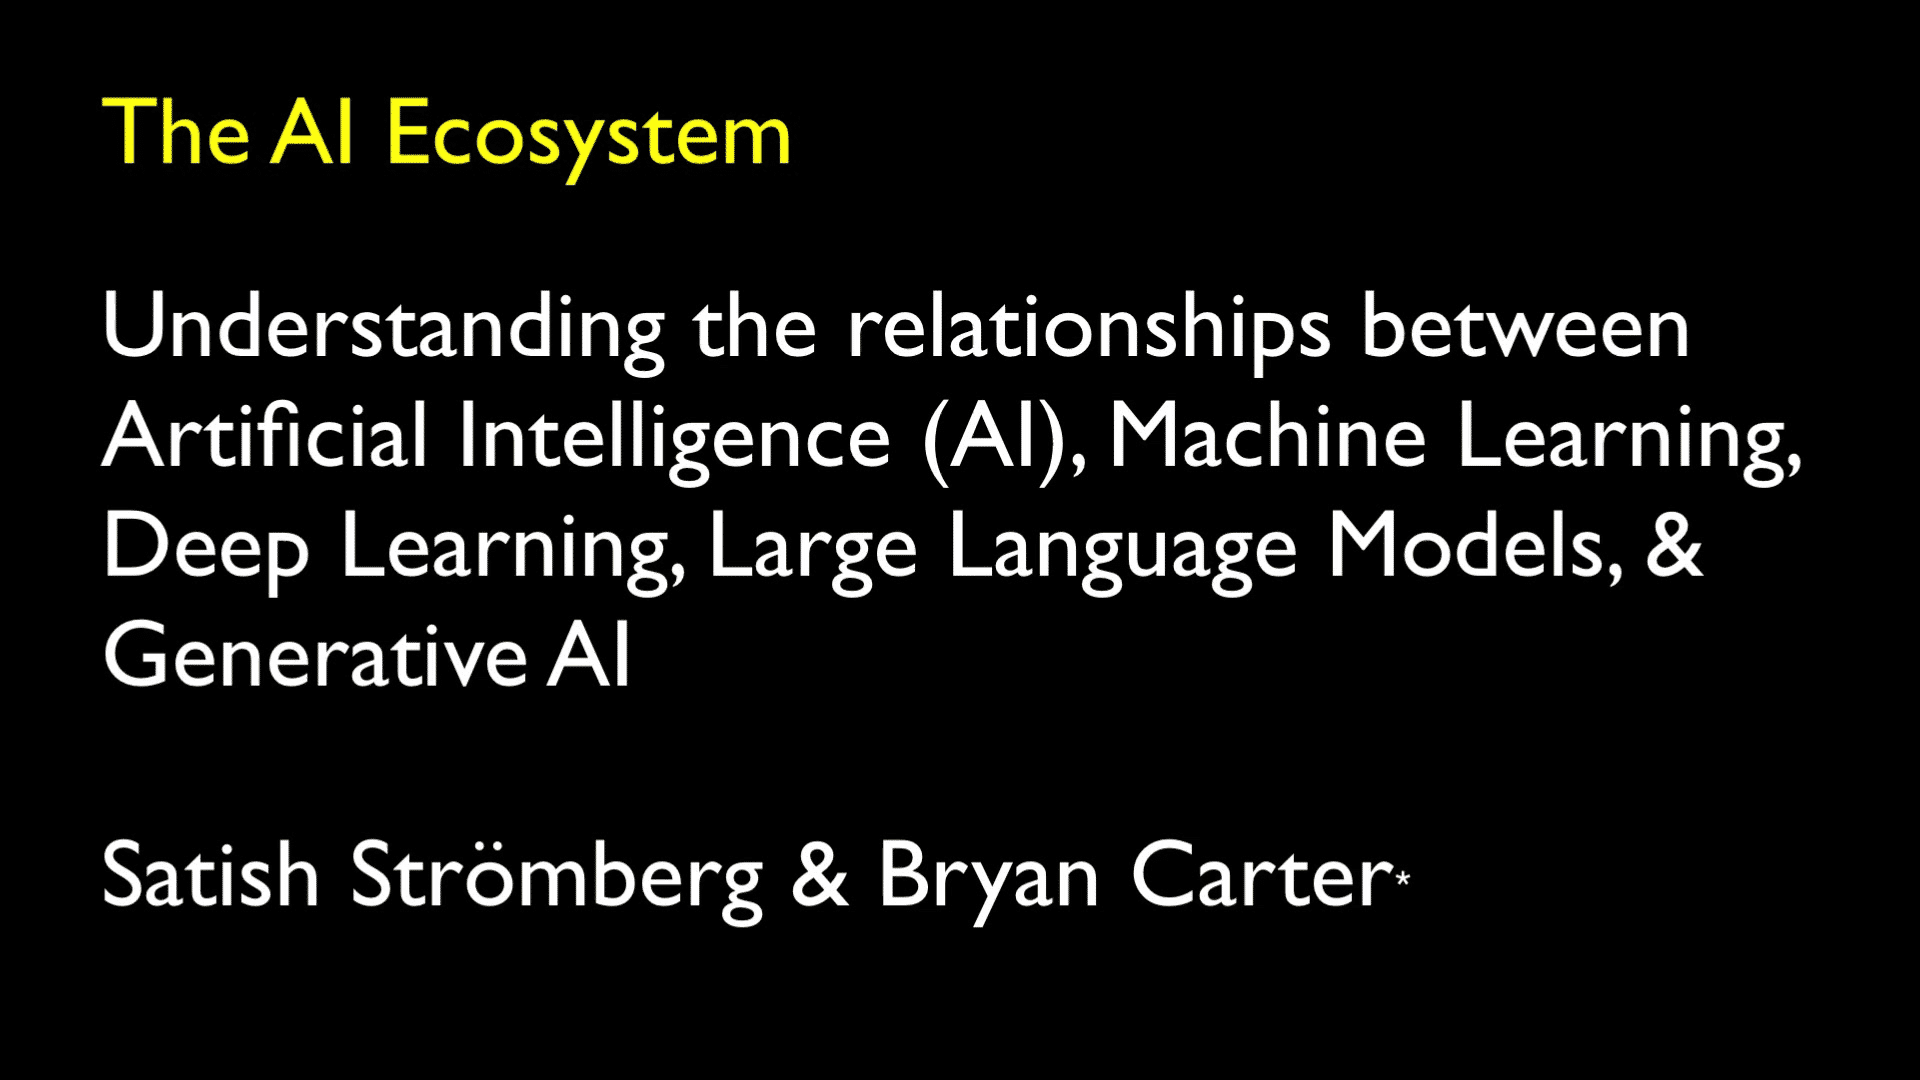 The AI Ecosystem
Understanding the relationships between
Artificial Intelligence (AI), Machine Learning,
Deep Learning, Large Language Models, &
Generative AI
Satish Strömberg & Bryan Carter*